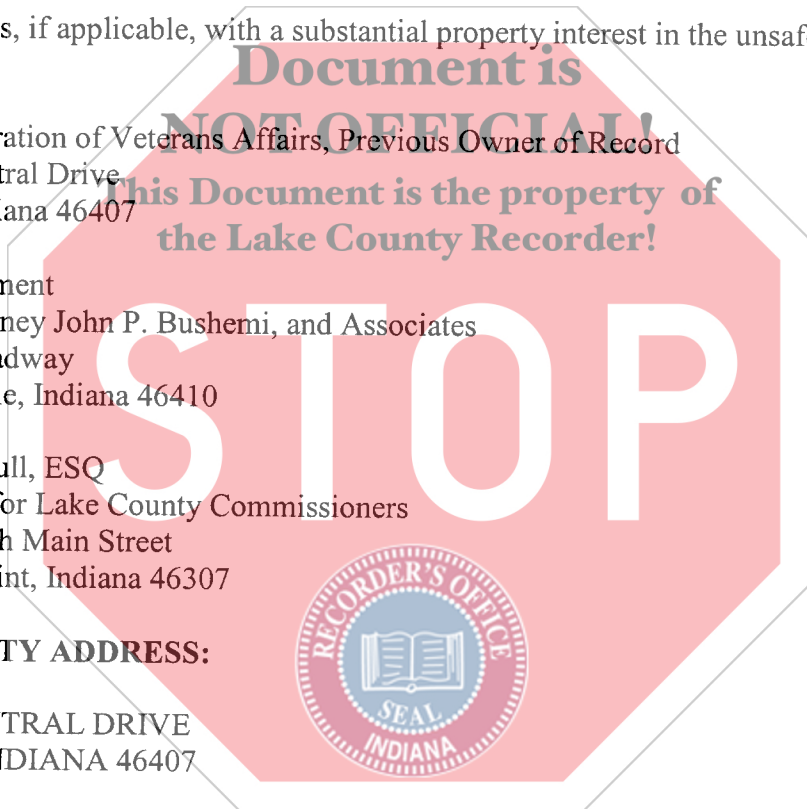 s, if applicable, with a substantial property interest in the unsaf
Document is
NOT OFFICIAL!
ration of Veterans Affairs, Previous Owner of Record
tral Drive
This Document is the property of
iana 46407
the Lake County Recorder!
ment
ney John P. Bushemi, and Associates
adway
e, Indiana 46410
STOP
ull, ESQ
for Lake County Commissioners
h Main Street
int, Indiana 46307
RECORDER'S OFFICE
SEAL
INDIANA
TY ADDRESS:
TRAL DRIVE
NDIANA 46407